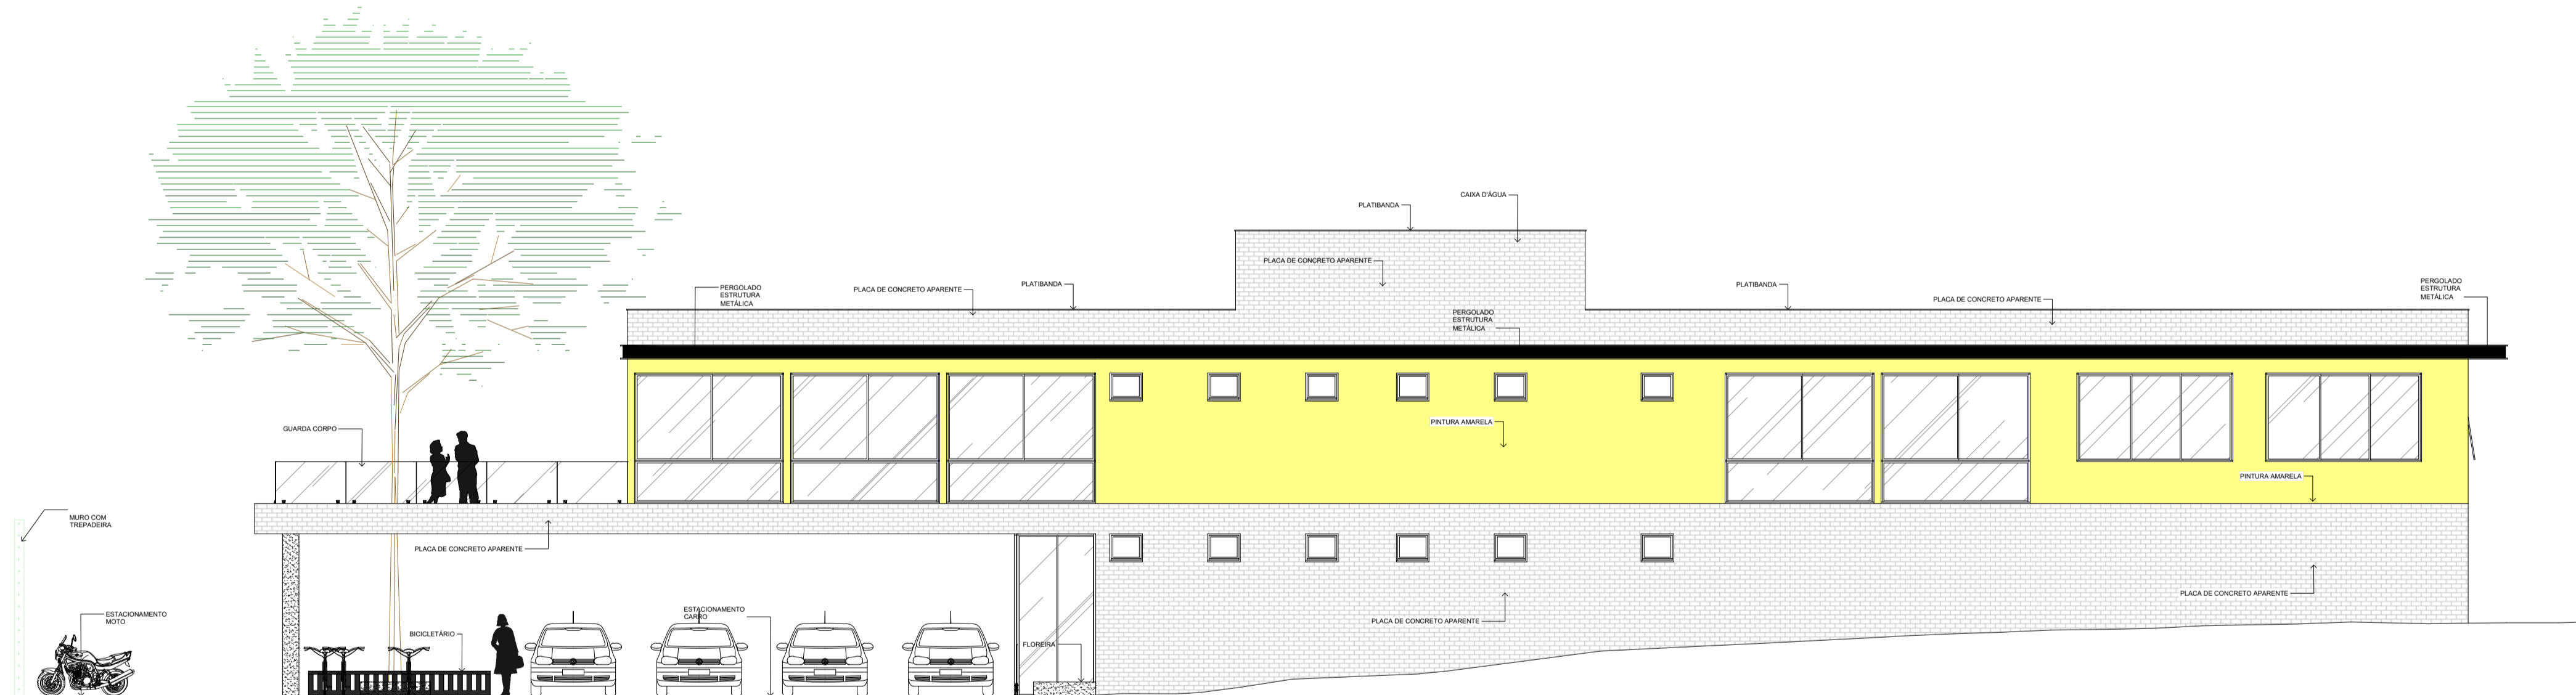 CAIXA D'ÁGUA
PLATIBANDA
PLACA DE CONCRETO APARENTE
PERGOLADO
ESTRUTURA
METÁLICA
PLACA DE CONCRETO APARENTE
PLATIBANDA
PLATIBANDA
PLACA DE CONCRETO APARENTE
PERGOLADO
ESTRUTURA
METÁLICA
PERGOLADO
ESTRUTURA
METÁLICA
GUARDA CORPO
PINTURA AMARELA
PINTURA AMARELA
MURO COM
TREPADEIRA
PLACA DE CONCRETO APARENTE
PLACA DE CONCRETO APARENTE
ESTACIONAMENTO
MOTO
ESTACIONAMENTO
CARRO
PLACA DE CONCRETO APARENTE
BICICLETÁRIO
FLOREIRA